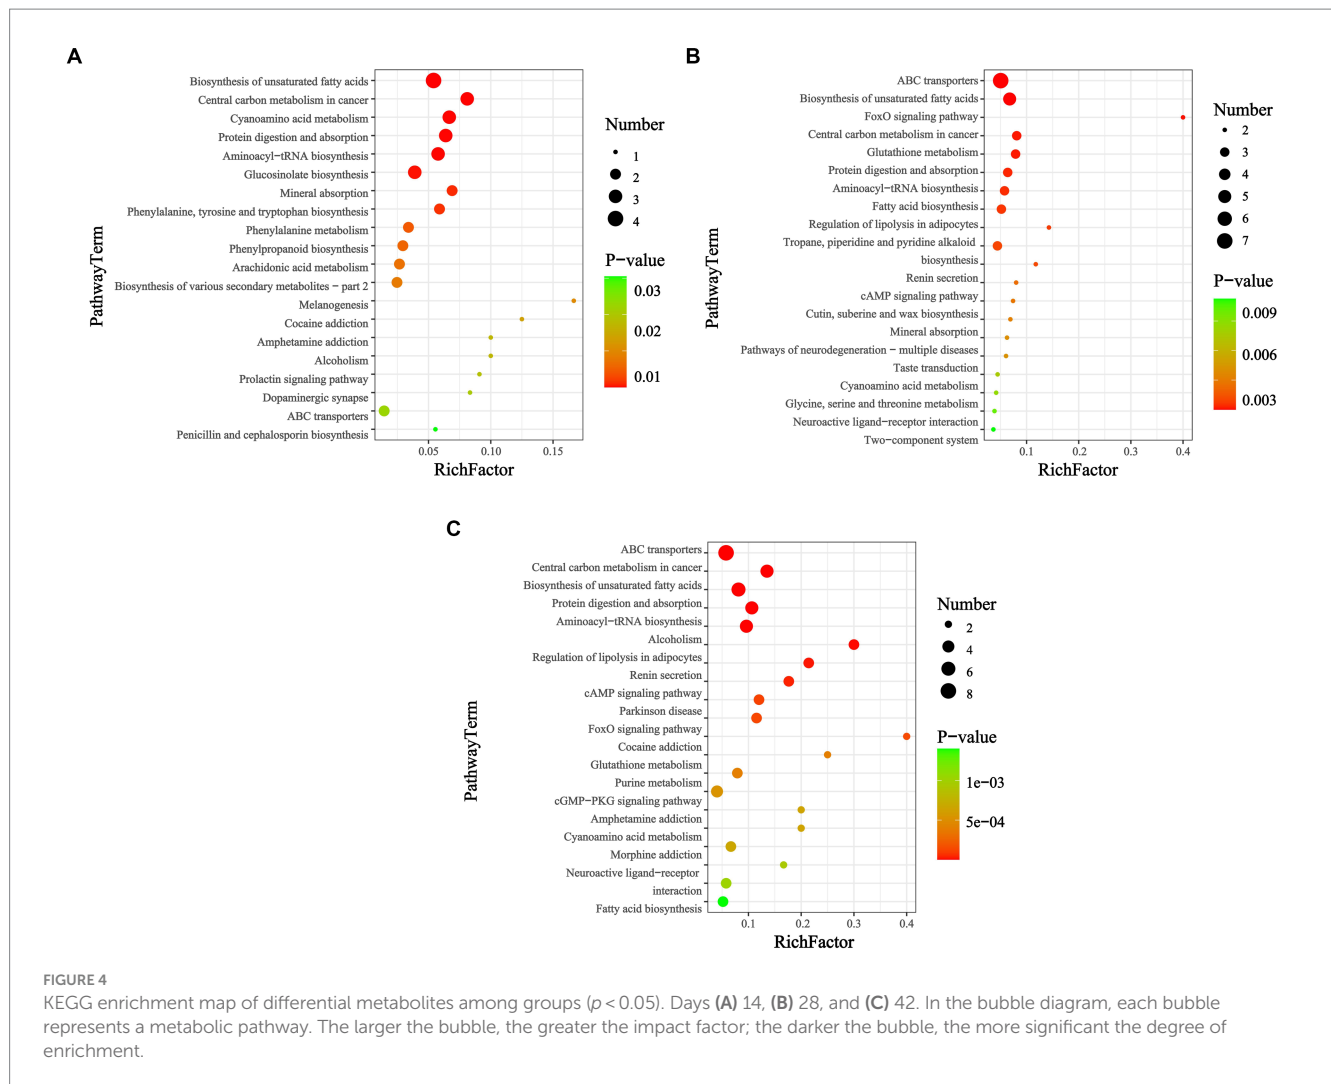 A
Biosynthesis of unsaturated fatty acids
Central carbon metabolism in cancer
Cyanoamino acid metabolism
Protein digestion and absorption
Aminoacyl−tRNA biosynthesis
Glucosinolate biosynthesis
Mineral absorption
Phenylalanine, tyrosine and tryptophan biosynthesis
Phenylalanine metabolism
Phenylpropanoid biosynthesis
Arachidonic acid metabolism
Biosynthesis of various secondary metabolites − part 2
Melanogenesis
Cocaine addiction
Amphetamine addiction
Alcoholism
Prolactin signaling pathway
Dopaminergic synapse
ABC transporters
Penicillin and cephalosporin biosynthesis
PathwayTerm
0.05 0.10 0.15
RichFactor
Number
1
2
3
4
P−value
0.03
0.02
0.01
B
ABC transporters
Biosynthesis of unsaturated fatty acids
FoxO signaling pathway
Central carbon metabolism in cancer
Glutathione metabolism
Protein digestion and absorption
Aminoacyl−tRNA biosynthesis
Fatty acid biosynthesis
Regulation of lipolysis in adipocytes
Tropane, piperidine and pyridine alkaloid
biosynthesis
Renin secretion
cAMP signaling pathway
Cutin, suberine and wax biosynthesis
Mineral absorption
Pathways of neurodegeneration − multiple diseases
Taste transduction
Cyanoamino acid metabolism
Glycine, serine and threonine metabolism
Neuroactive ligand−receptor interaction
Two−component system
PathwayTerm
0.1 0.2 0.3 0.4
RichFactor
Number
2
3
4
5
6
7
P−value
0.009
0.006
0.003
C
ABC transporters
Central carbon metabolism in cancer
Biosynthesis of unsaturated fatty acids
Protein digestion and absorption
Aminoacyl−tRNA biosynthesis
Alcoholism
Regulation of lipolysis in adipocytes
Renin secretion
cAMP signaling pathway
Parkinson disease
FoxO signaling pathway
Cocaine addiction
Glutathione metabolism
Purine metabolism
cGMP−PKG signaling pathway
Amphetamine addiction
Cyanoamino acid metabolism
Morphine addiction
Neuroactive ligand−receptor
interaction
Fatty acid biosynthesis
PathwayTerm
0.1 0.2 0.3 0.4
RichFactor
Number
2
4
6
8
P−value
1e−03
5e−04
FIGURE 4
KEGG enrichment map of differential metabolites among groups (p < 0.05). Days (A) 14, (B) 28, and (C) 42. In the bubble diagram, each bubble
represents a metabolic pathway. The larger the bubble, the greater the impact factor; the darker the bubble, the more significant the degree of
enrichment.